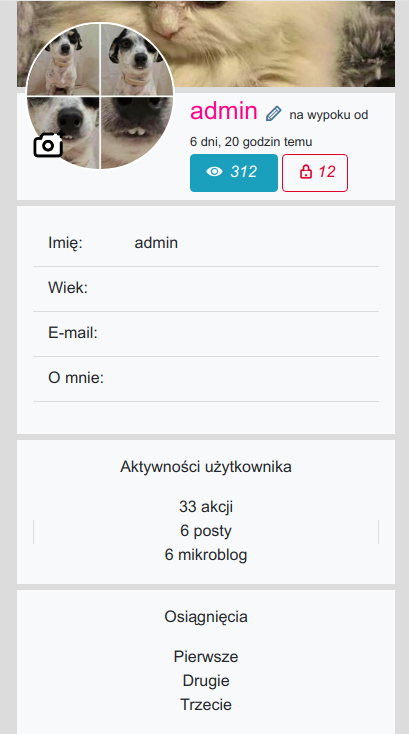 admin na wypoku od
6 dni, 20 godzin temu
312 12
Imię: admin
Wiek:
E-mail:
O mnie:
Aktywności użytkownika
33 akcji
6 posty
6 mikroblog
Osiągnięcia
Pierwsze
Drugie
Trzecie